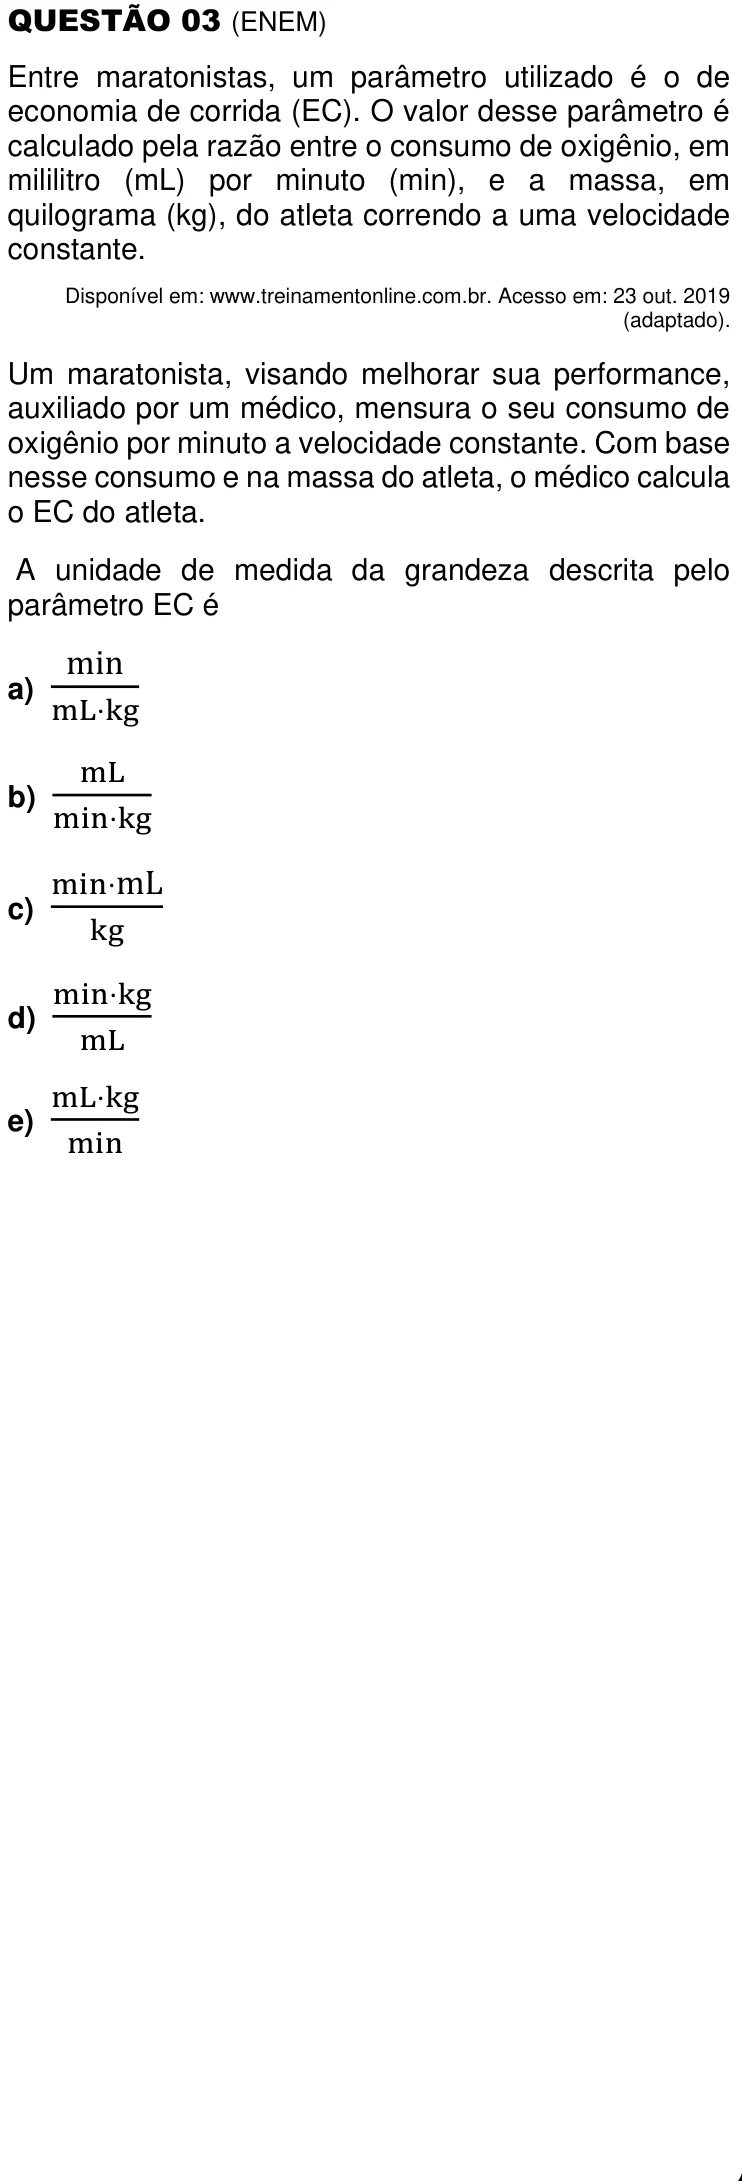 QUESTÃO 03 (ENEM)
Entre maratonistas, um parâmetro utilizado é o de
economia de corrida (EC). O valor desse parâmetro é
calculado pela razão entre o consumo de oxigênio, em
mililitro (mL) por minuto (min), e a massa, em
quilograma (kg), do atleta correndo a uma velocidade
constante.
Disponível em: www.treinamentonline.com.br. Acesso em: 23 out. 2019
(adaptado).
Um maratonista, visando melhorar sua performance,
auxiliado por um médico, mensura o seu consumo de
oxigênio por minuto a velocidade constante. Com base
nesse consumo e na massa do atleta, o médico calcula
o EC do atleta.
A unidade de medida da grandeza descrita pelo
parâmetro EC é
a) min
mL·kg
b) mL
min·kg
c) min·mL
kg
d) min·kg
mL
e) mL·kg
min